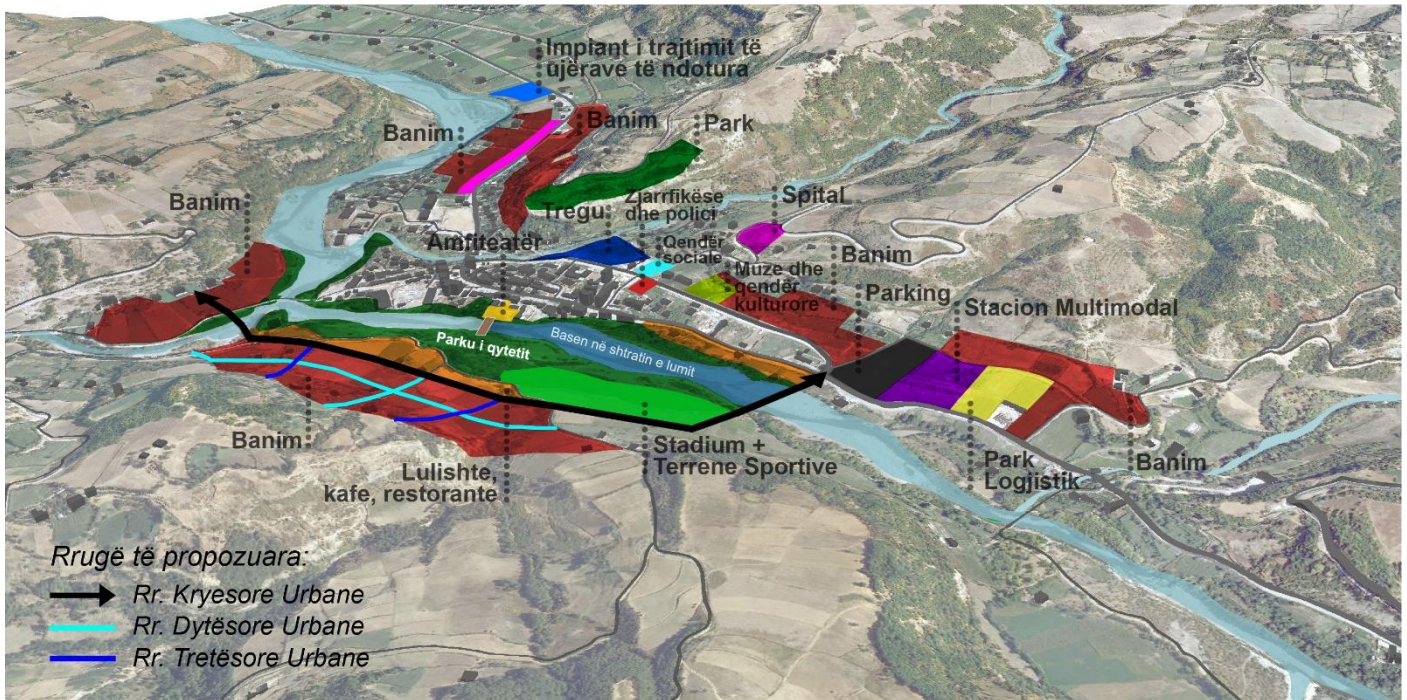 Impiant i trajtimit të
ujërave të ndotura
Banim
Banim
Park
Banim
Tregu
Zjarrfikëse
dhe polici
Spital
Amfiteatër
Qendër
sociale
Banim
Muze dhe
qendër
kulturore
Parking
Stacion Multimodal
Parku i qytetit
Basen në shtratin e lumit
Banim
Lulishte,
kafe, restorante
Stadium +
Terrene Sportive
Park
Logjistik
Banim
Rrugë të propozuara:
Rr. Kryesore Urbane
Rr. Dytësore Urbane
Rr. Tretësore Urbane